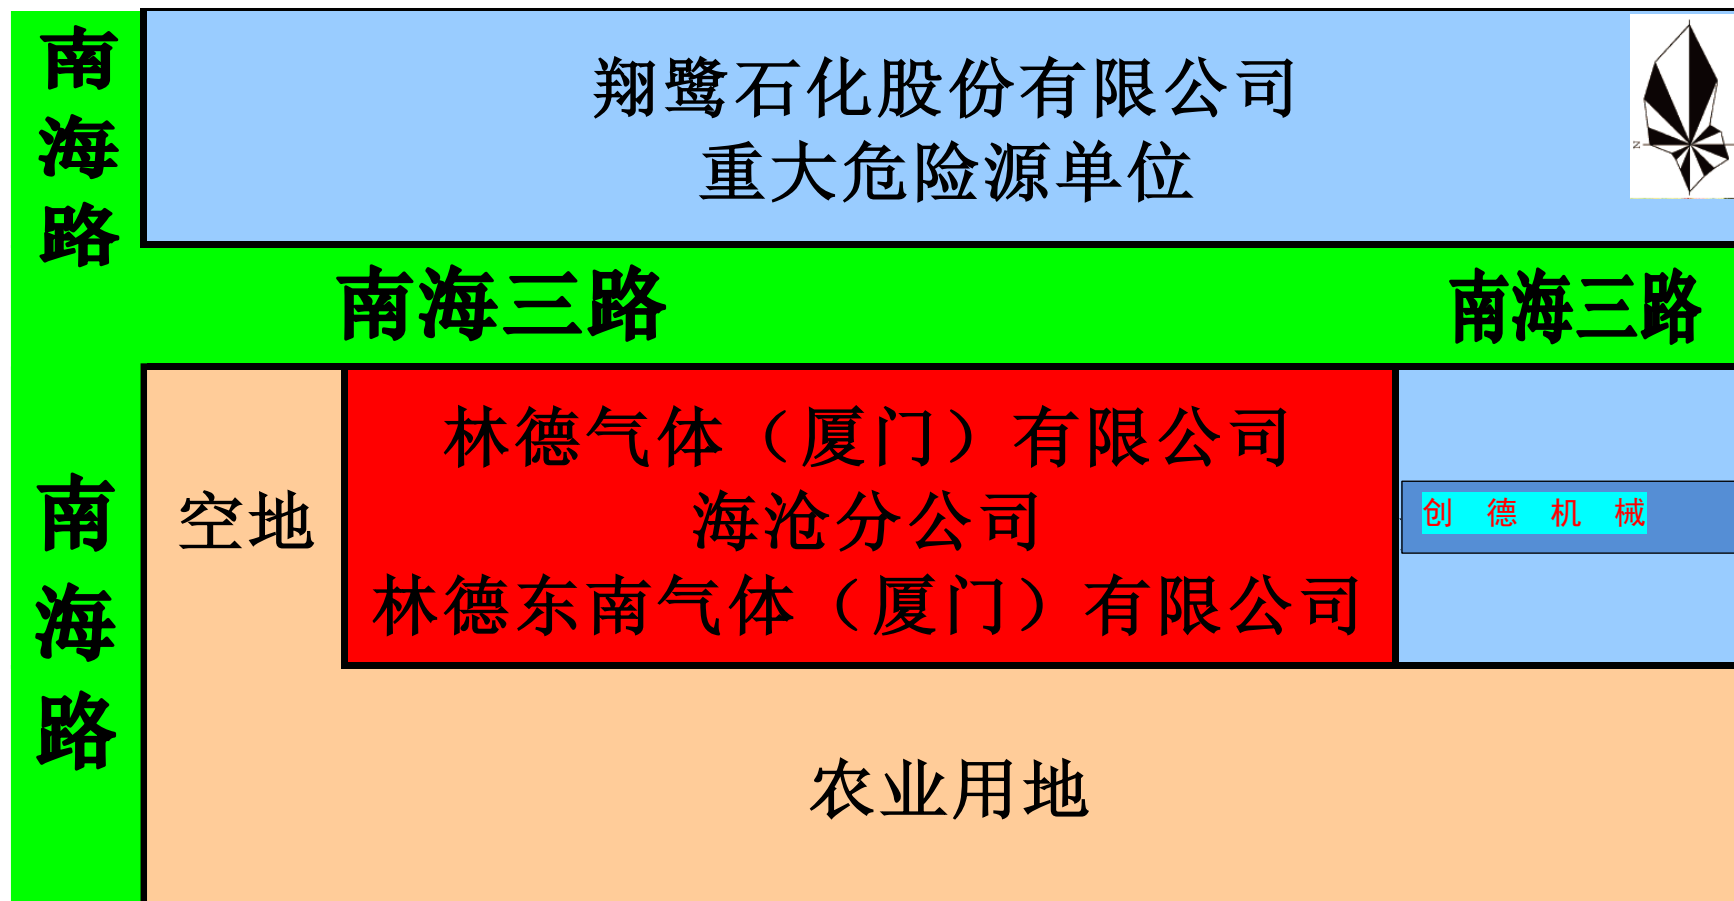 南海路
翔鹭石化股份有限公司
重大危险源单位
N
南海三路
南海三路
林德气体（厦门）有限公司
海沧分公司
林德东南气体（厦门）有限公司
空地
创 德 机 械
南海路
农业用地